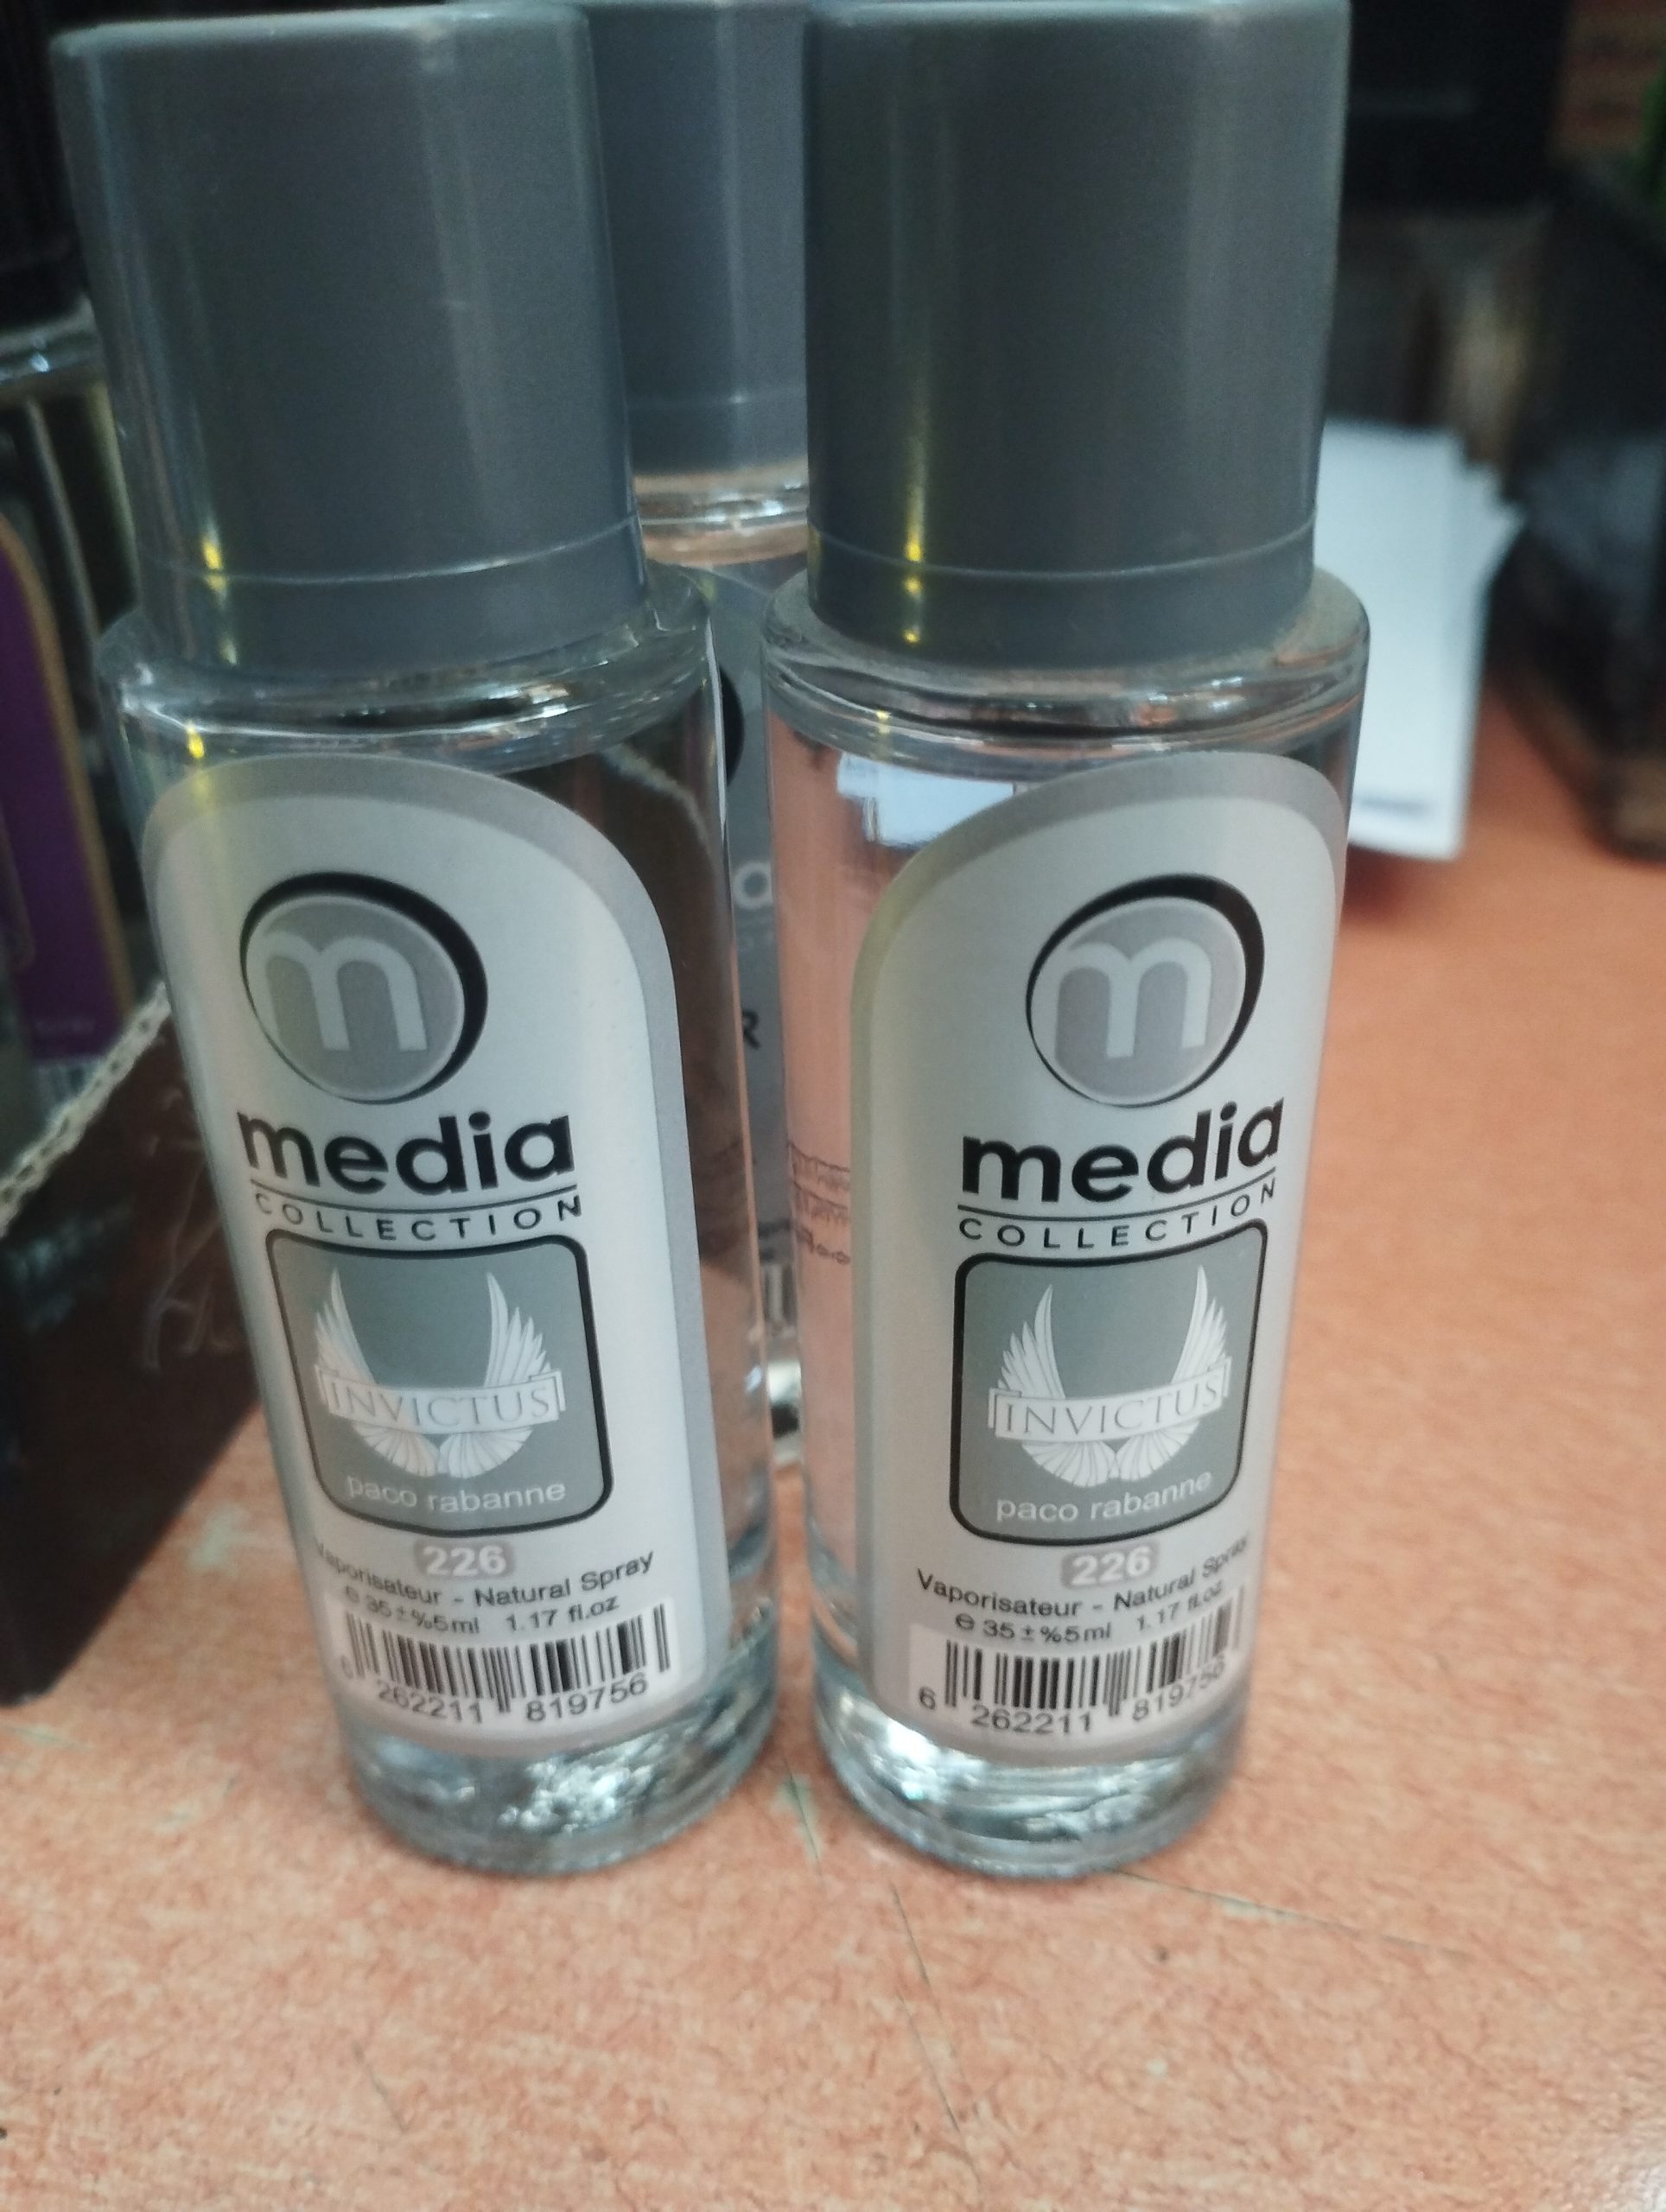 m
media
COLLECTION
INVICTUS
paco rabanne
226
Vaporisateur - Natural Spray
e 35±%5ml 1.17 fl.oz
6 262211 819756
m
media
COLLECTION
INVICTUS
paco rabanne
226
Vaporisateur - Natural Spray
e 35±%5ml 1.17 fl.oz
6 262211 819756